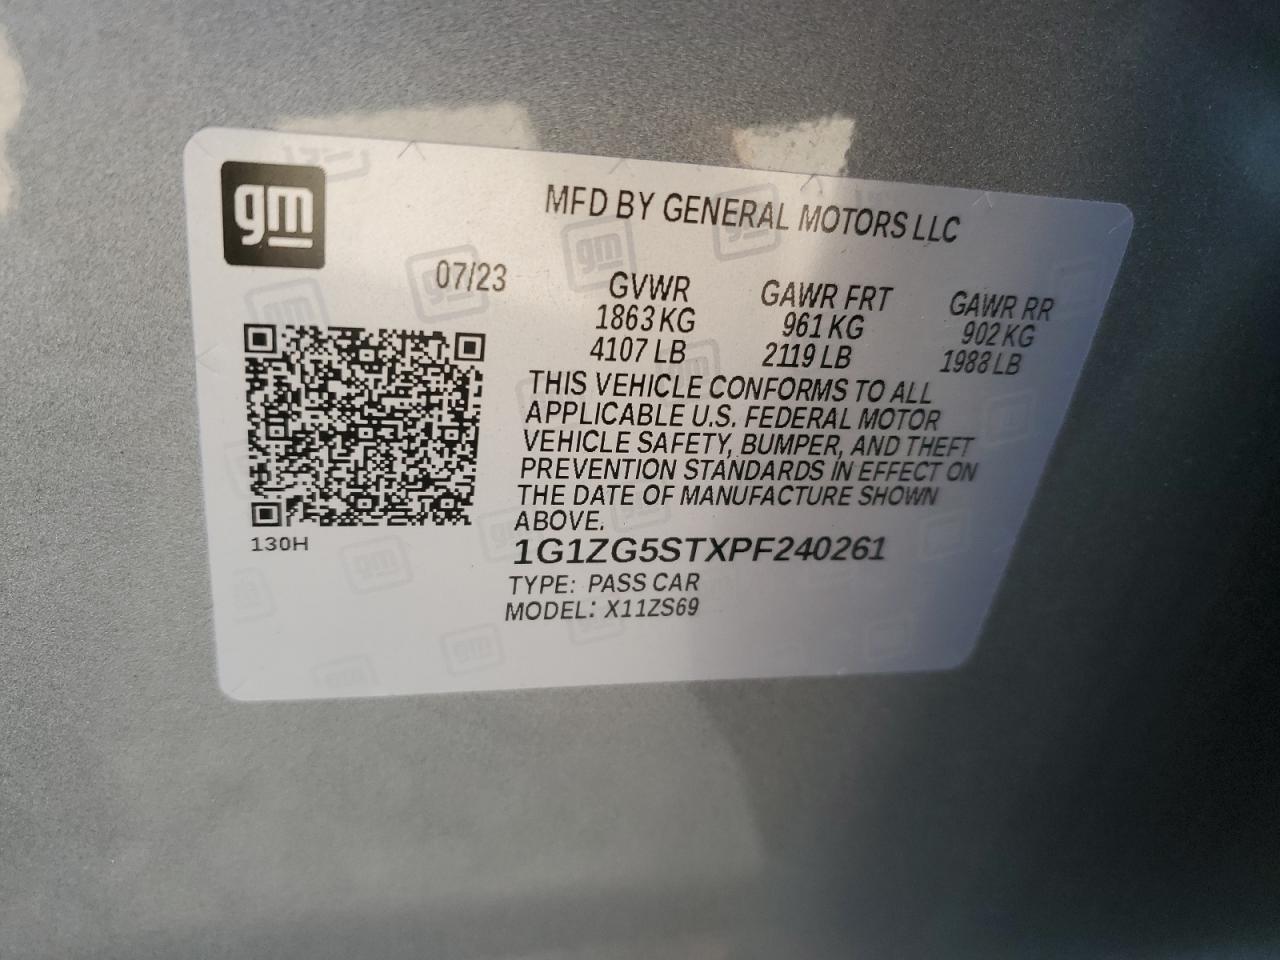 gm
MFD BY GENERAL MOTORS LLC
07/23
GVWR GAWR FRT GAWR RR
1863 KG 961 KG 902 KG
4107 LB 2119 LB 1988 LB
THIS VEHICLE CONFORMS TO ALL
APPLICABLE U.S. FEDERAL MOTOR
VEHICLE SAFETY, BUMPER, AND THEFT
PREVENTION STANDARDS IN EFFECT ON
THE DATE OF MANUFACTURE SHOWN
ABOVE.
130H
1G1ZG5STXPF240261
TYPE: PASS CAR
MODEL: X11ZS69